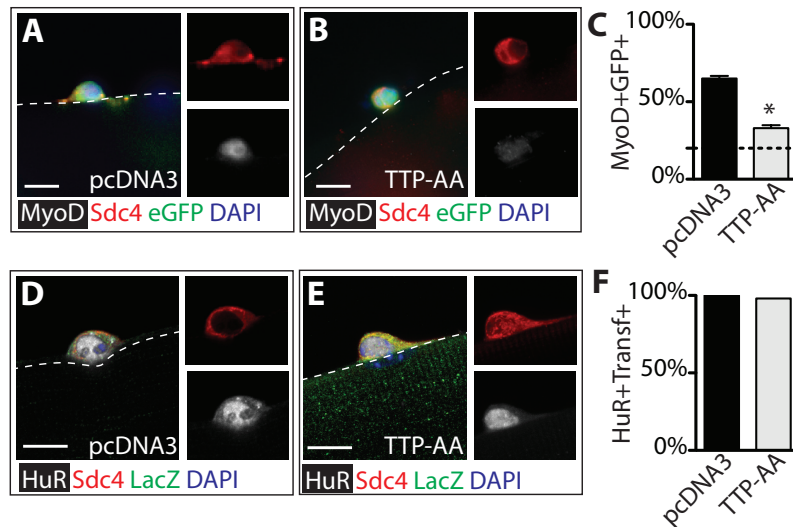 A
pcDNA3
MyoD Sdc4 eGFP DAPI
B
TTP-AA
MyoD Sdc4 eGFP DAPI
C
MyoD+GFP+
100%
50%
0%
*
pcDNA3
TTP-AA
D
pcDNA3
HuR Sdc4 LacZ DAPI
E
TTP-AA
HuR Sdc4 LacZ DAPI
F
HuR+Transf+
100%
50%
0%
pcDNA3
TTP-AA